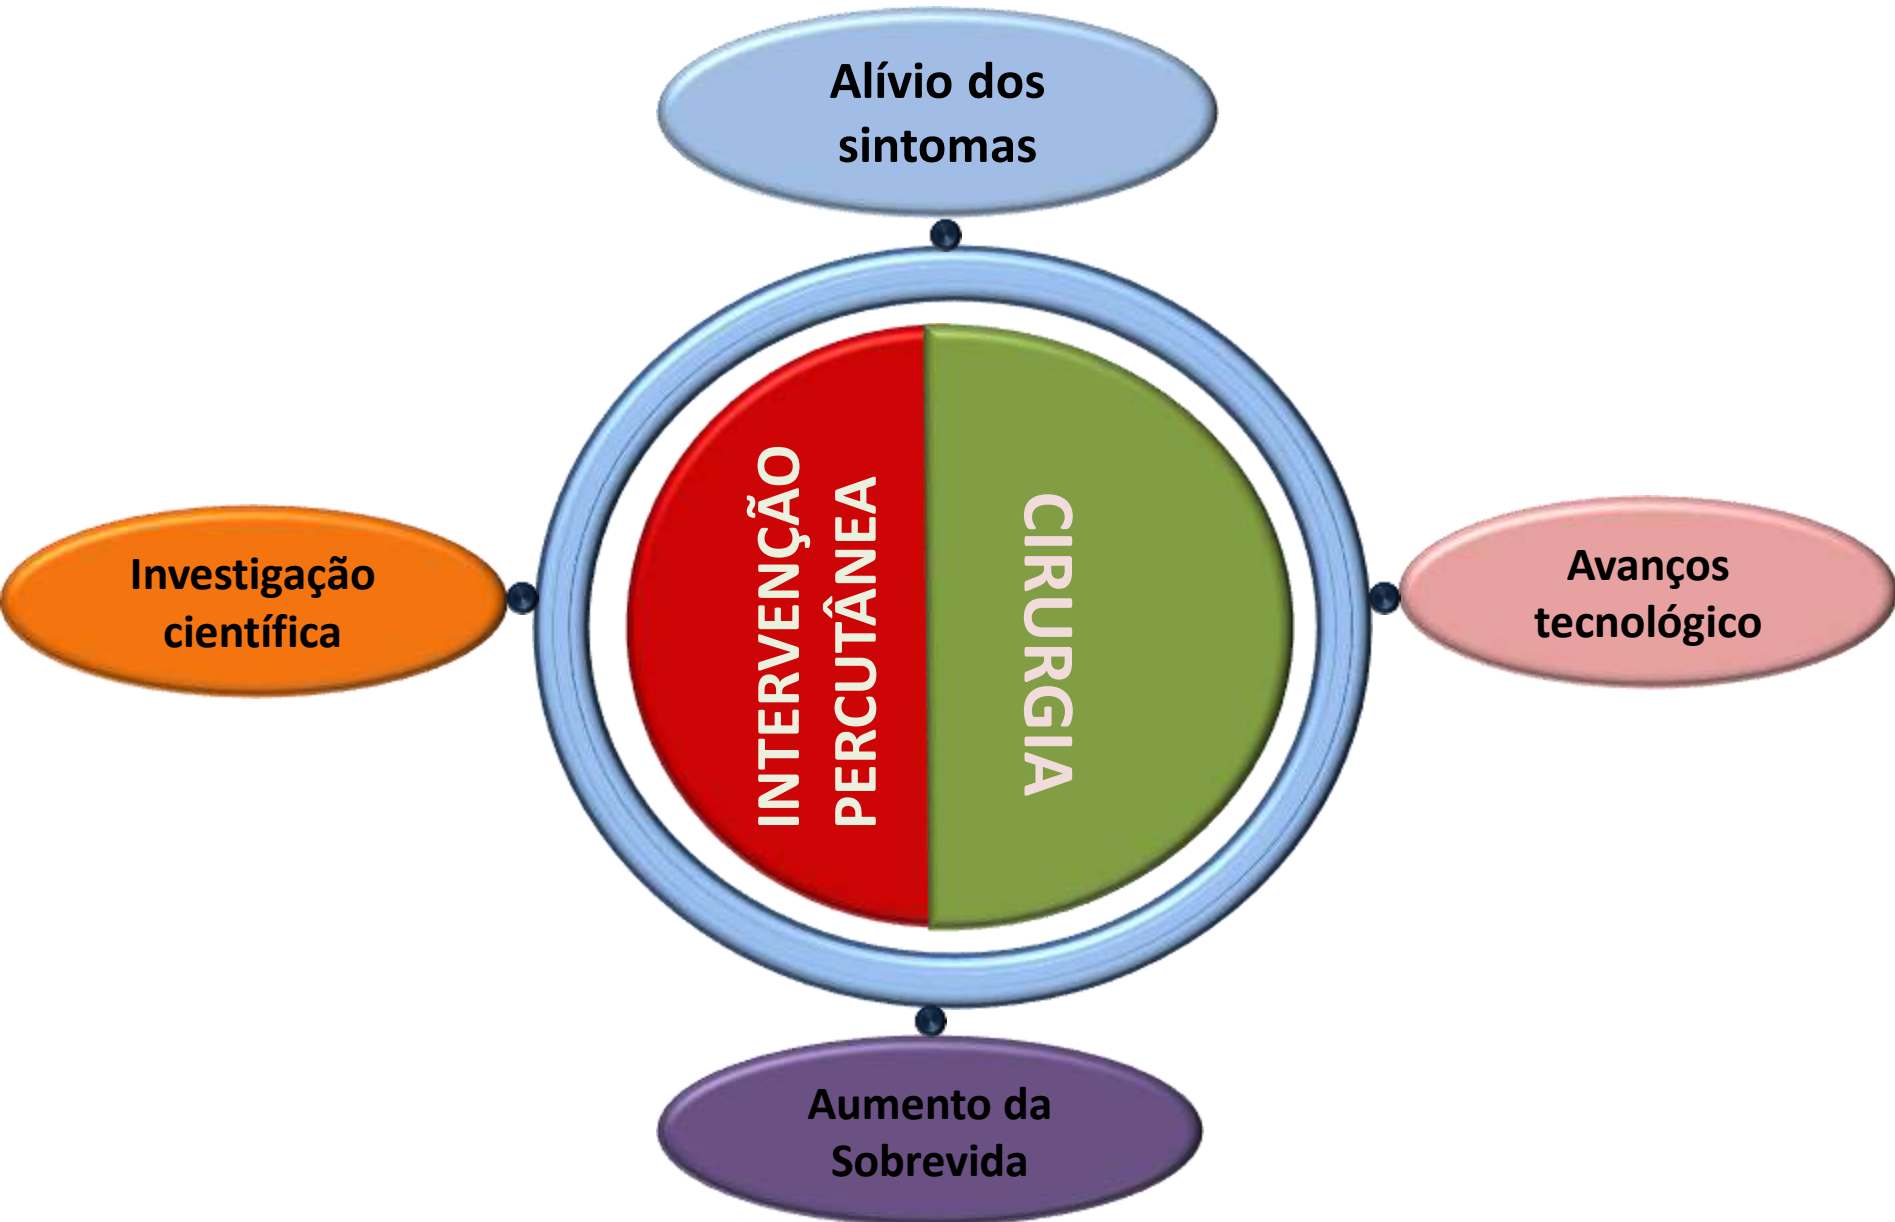 Alívio dos
sintomas
Investigação
científica
INTERVENÇÃO
PERCUTÂNEA
CIRURGIA
Avanços
tecnológico
Aumento da
Sobrevida